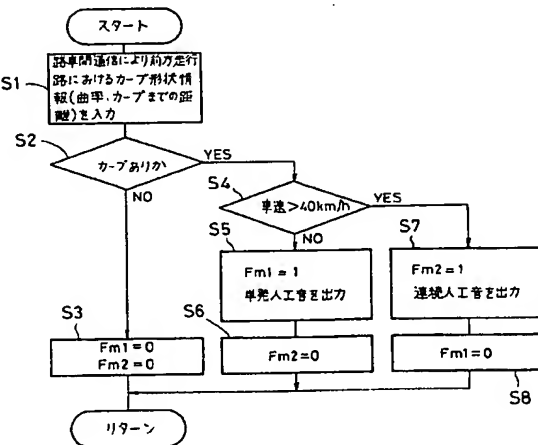 スタート
S1
路車間通信により前方走行
路におけるカーブ形状情
報(曲率、カーブまでの距
離)を入力
S2
カーブありか
YES
NO
S4
車速>40km/h
YES
NO
S5
Fm1=1
単発人工音を出力
S7
Fm2=1
連続人工音を出力
S3
Fm1=0
Fm2=0
S6
Fm2=0
Fm1=0
S8
リターン